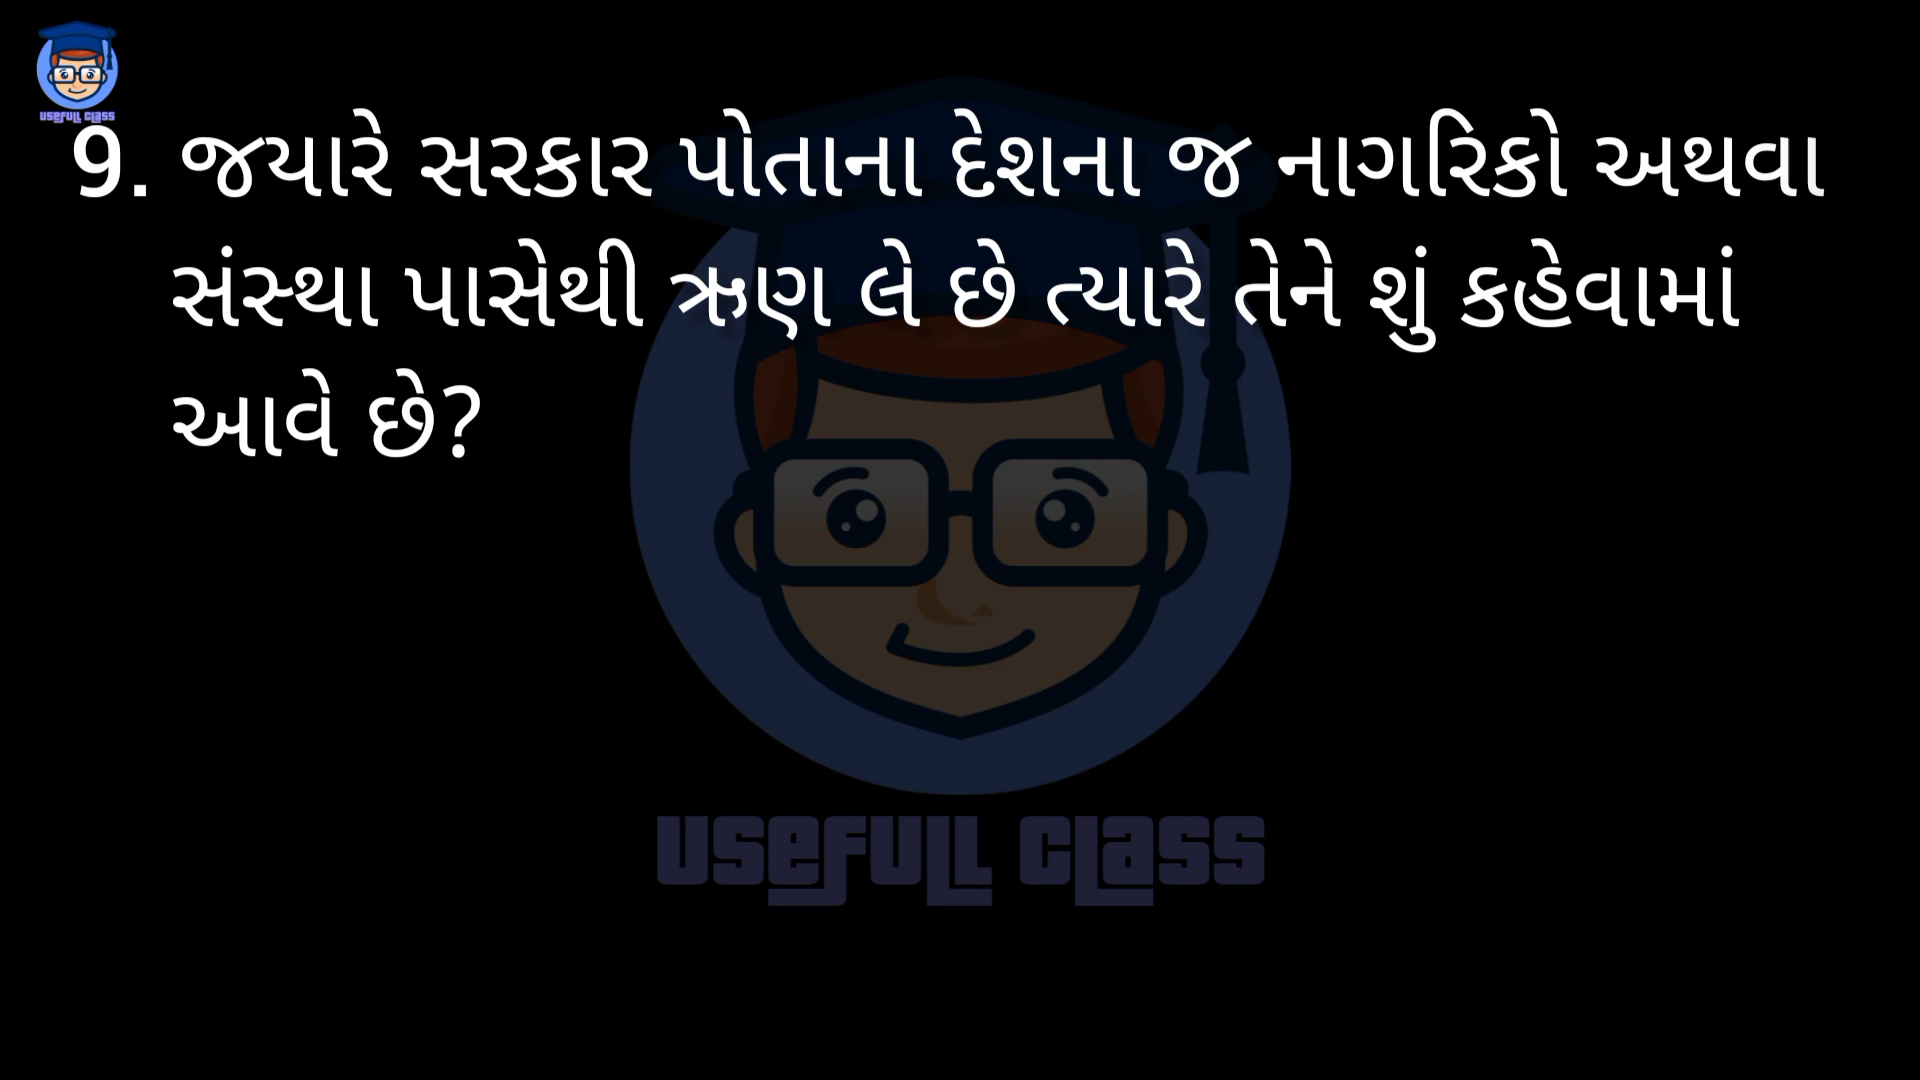 USEFULL CLASS
9. જયારે સરકાર પોતાના દેશના જ નાગરિકો અથવા
સંસ્થા પાસેથી ઋણ લે છે ત્યારે તેને શું કહેવામાં
આવે છે?
USEFULL CLASS